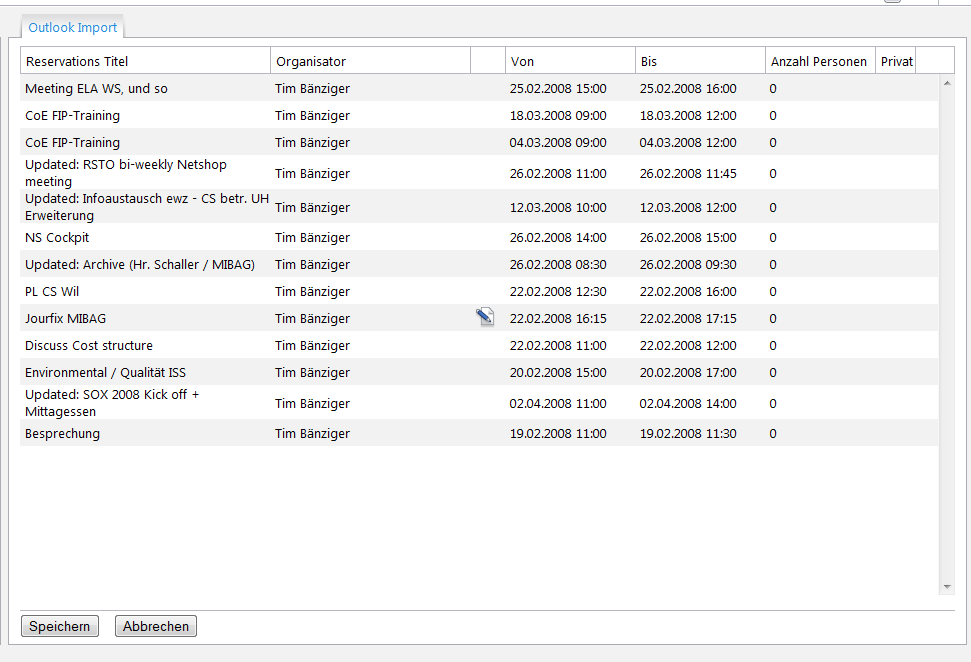 Outlook Import
Reservations Titel Organisator Von Bis Anzahl Personen Privat
Meeting ELA WS, und so Tim Bänziger 25.02.2008 15:00 25.02.2008 16:00 0
CoE FIP-Training Tim Bänziger 18.03.2008 09:00 18.03.2008 12:00 0
CoE FIP-Training Tim Bänziger 04.03.2008 09:00 04.03.2008 12:00 0
Updated: RSTO bi-weekly Netshop
meeting Tim Bänziger 26.02.2008 11:00 26.02.2008 11:45 0
Updated: Infoaustausch ewz - CS betr. UH
Erweiterung Tim Bänziger 12.03.2008 10:00 12.03.2008 12:00 0
NS Cockpit Tim Bänziger 26.02.2008 14:00 26.02.2008 15:00 0
Updated: Archive (Hr. Schaller / MIBAG) Tim Bänziger 26.02.2008 08:30 26.02.2008 09:30 0
PL CS Wil Tim Bänziger 22.02.2008 12:30 22.02.2008 16:00 0
Jourfix MIBAG Tim Bänziger 22.02.2008 16:15 22.02.2008 17:15 0
Discuss Cost structure Tim Bänziger 22.02.2008 11:00 22.02.2008 12:00 0
Environmental / Qualität ISS Tim Bänziger 20.02.2008 15:00 20.02.2008 17:00 0
Updated: SOX 2008 Kick off +
Mittagessen Tim Bänziger 02.04.2008 11:00 02.04.2008 14:00 0
Besprechung Tim Bänziger 19.02.2008 11:00 19.02.2008 11:30 0
Speichern Abbrechen